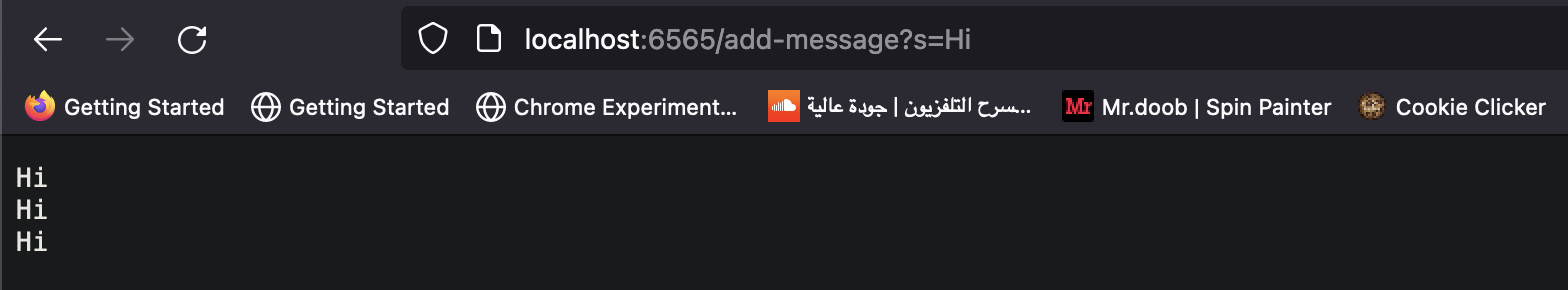 localhost:6565/add-message?s=Hi
Getting Started Getting Started Chrome Experiment... سرح التلفزيون | جودة عالية... Mr Mr.doob | Spin Painter Cookie Clicker
Hi
Hi
Hi